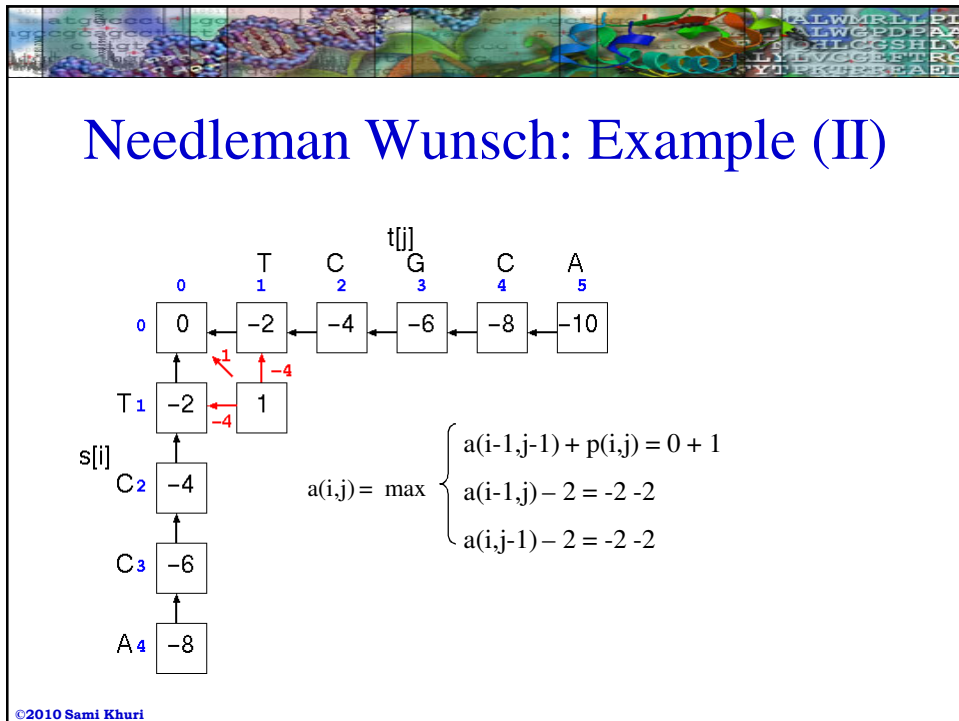 ALWMRLLPI
ALWGPDPAA
Needleman Wunsch: Example (II)
t[j]
T C G C A
0 1 2 3 4 5
0 0 −2 −4 −6 −8 −10
1 −4
T 1 −2 1
−4
s[i]
a(i-1,j-1) + p(i,j) = 0 + 1
C 2 −4
a(i,j) = max
a(i-1,j) – 2 = -2 -2
a(i,j-1) – 2 = -2 -2
C 3 −6
A 4 −8
©2010 Sami Khuri